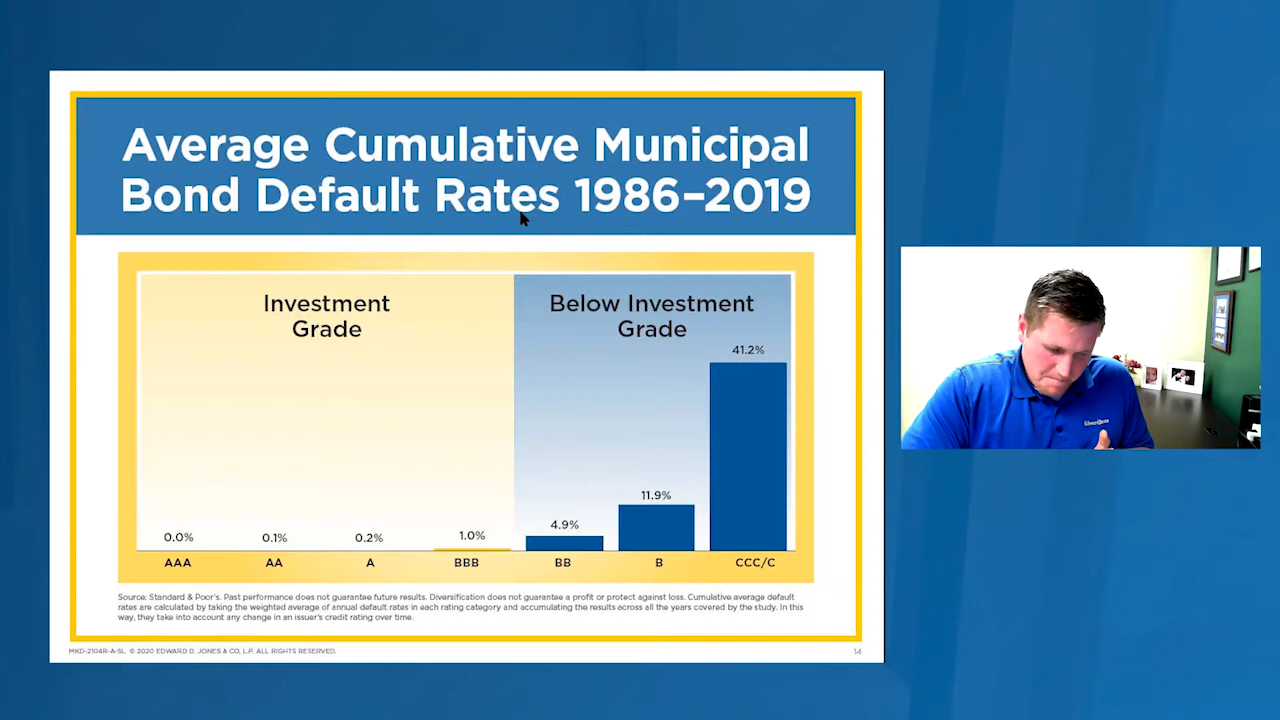 Average Cumulative Municipal
Bond Default Rates 1986–2019
Investment
Grade
Below Investment
Grade
41.2%
11.9%
4.9%
0.0%
0.1%
0.2%
1.0%
AAA
AA
A
BBB
BB
B
CCC/C
Source: Standard & Poor's. Past performance does not guarantee future results. Diversification does not guarantee a profit or protect against loss. Cumulative average default
rates are calculated by taking the weighted average of annual default rates in each rating category and accumulating the results across all the years covered by the study. In this
way, they take into account any change in an issuer's credit rating over time.
MKD-2104R-A-SL © 2020 EDWARD D. JONES & CO, L.P. ALL RIGHTS RESERVED.
14
Edward Jones